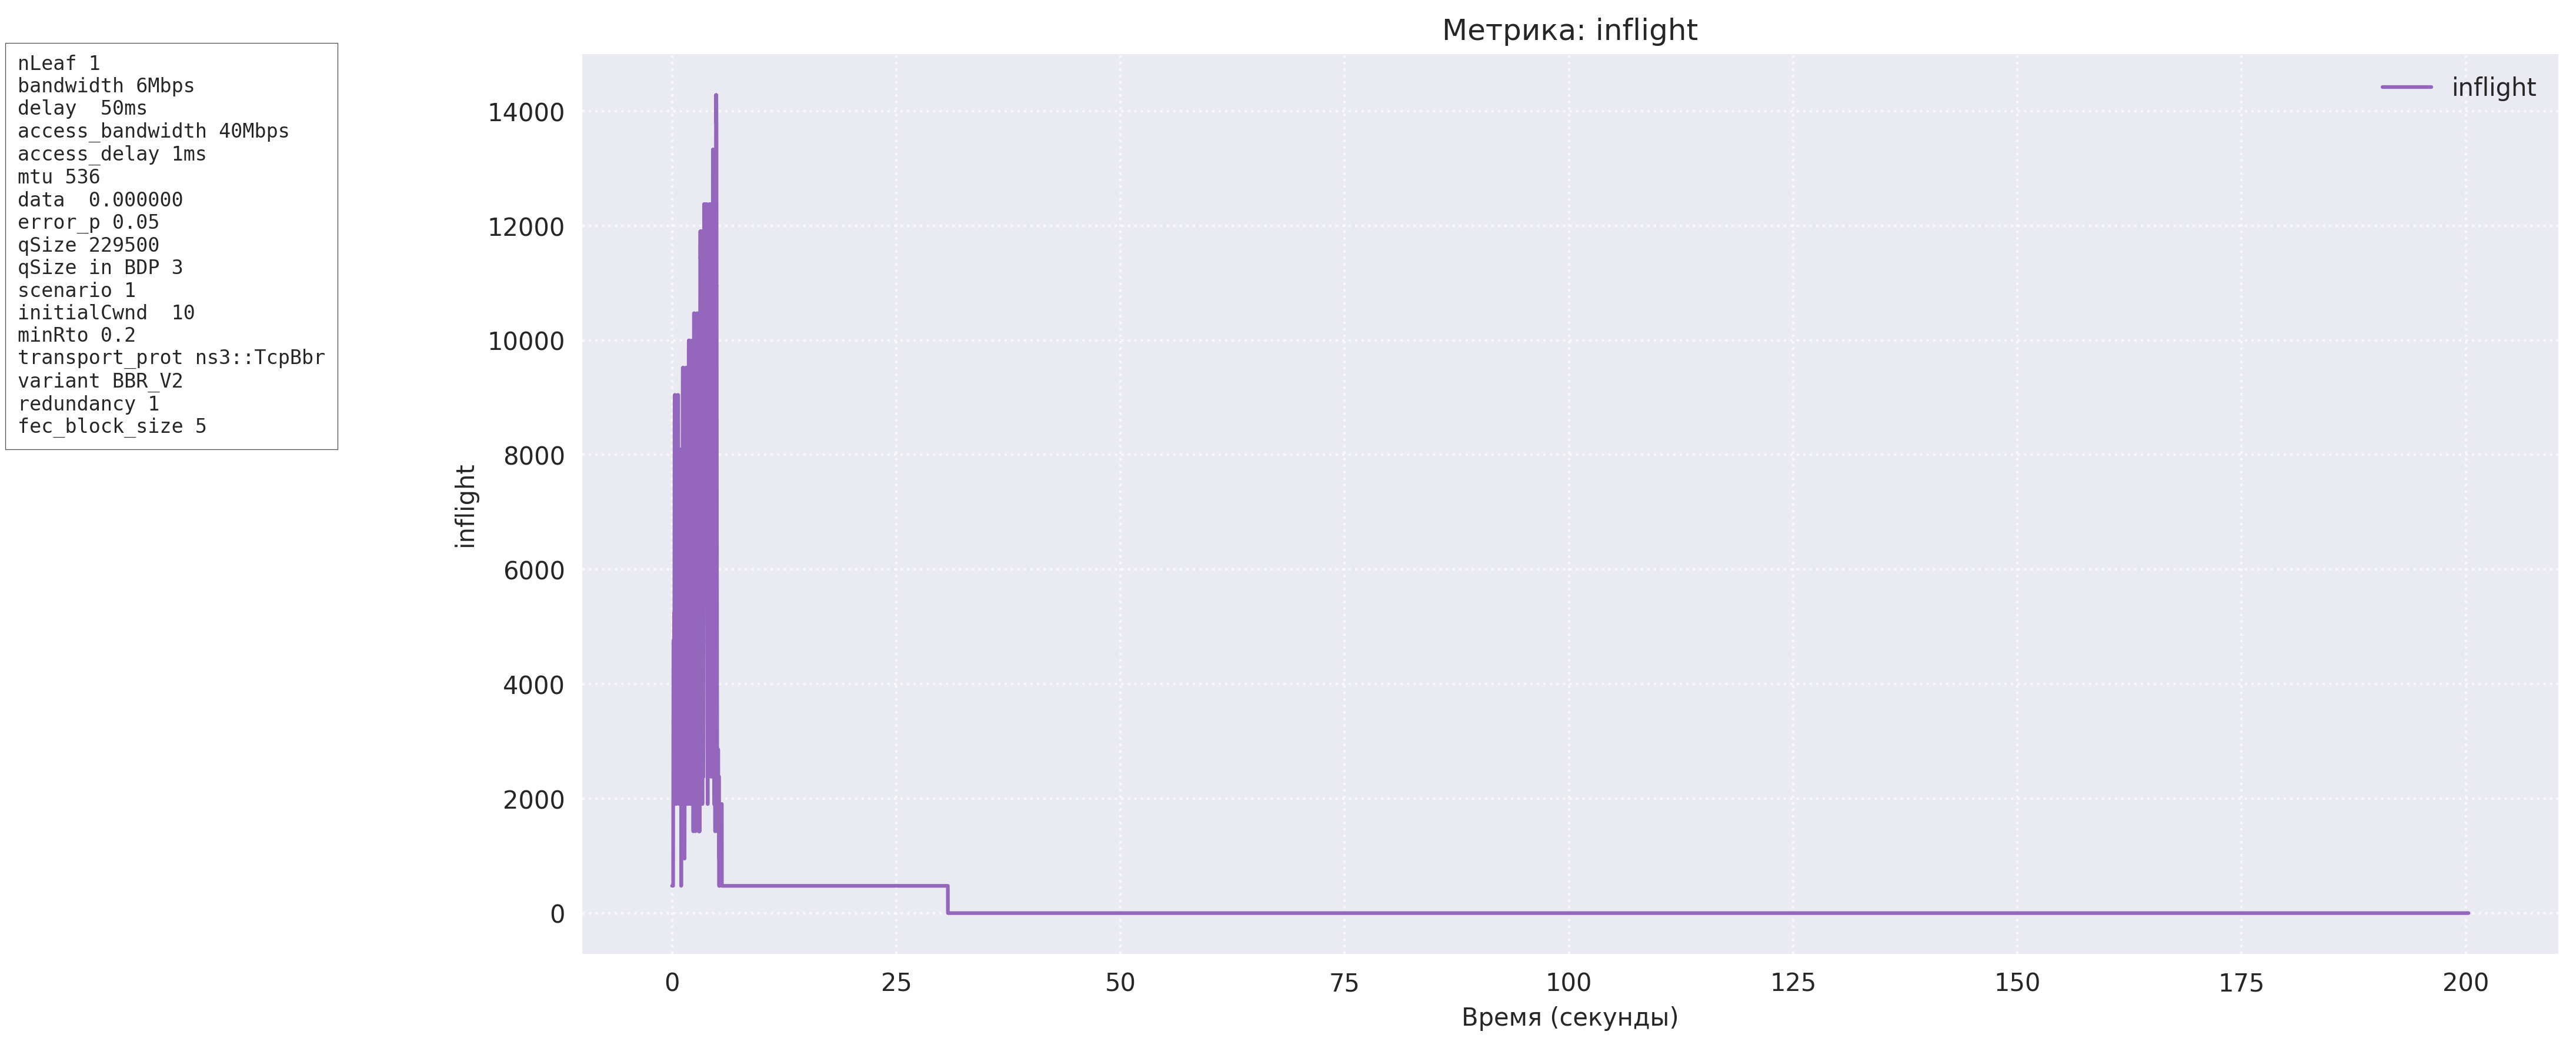 Метрика: inflight
nLeaf 1
bandwidth 6Mbps
delay  50ms
access_bandwidth 40Mbps
access_delay 1ms
mtu 536
data  0.000000
error_p 0.05
qSize 229500
qSize in BDP 3
scenario 1
initialCwnd  10
minRto 0.2
transport_prot ns3::TcpBbr
variant BBR_V2
redundancy 1
fec_block_size 5
inflight
inflight
14000
12000
10000
8000
6000
4000
2000
0
0 25 50 75 100 125 150 175 200
Время (секунды)